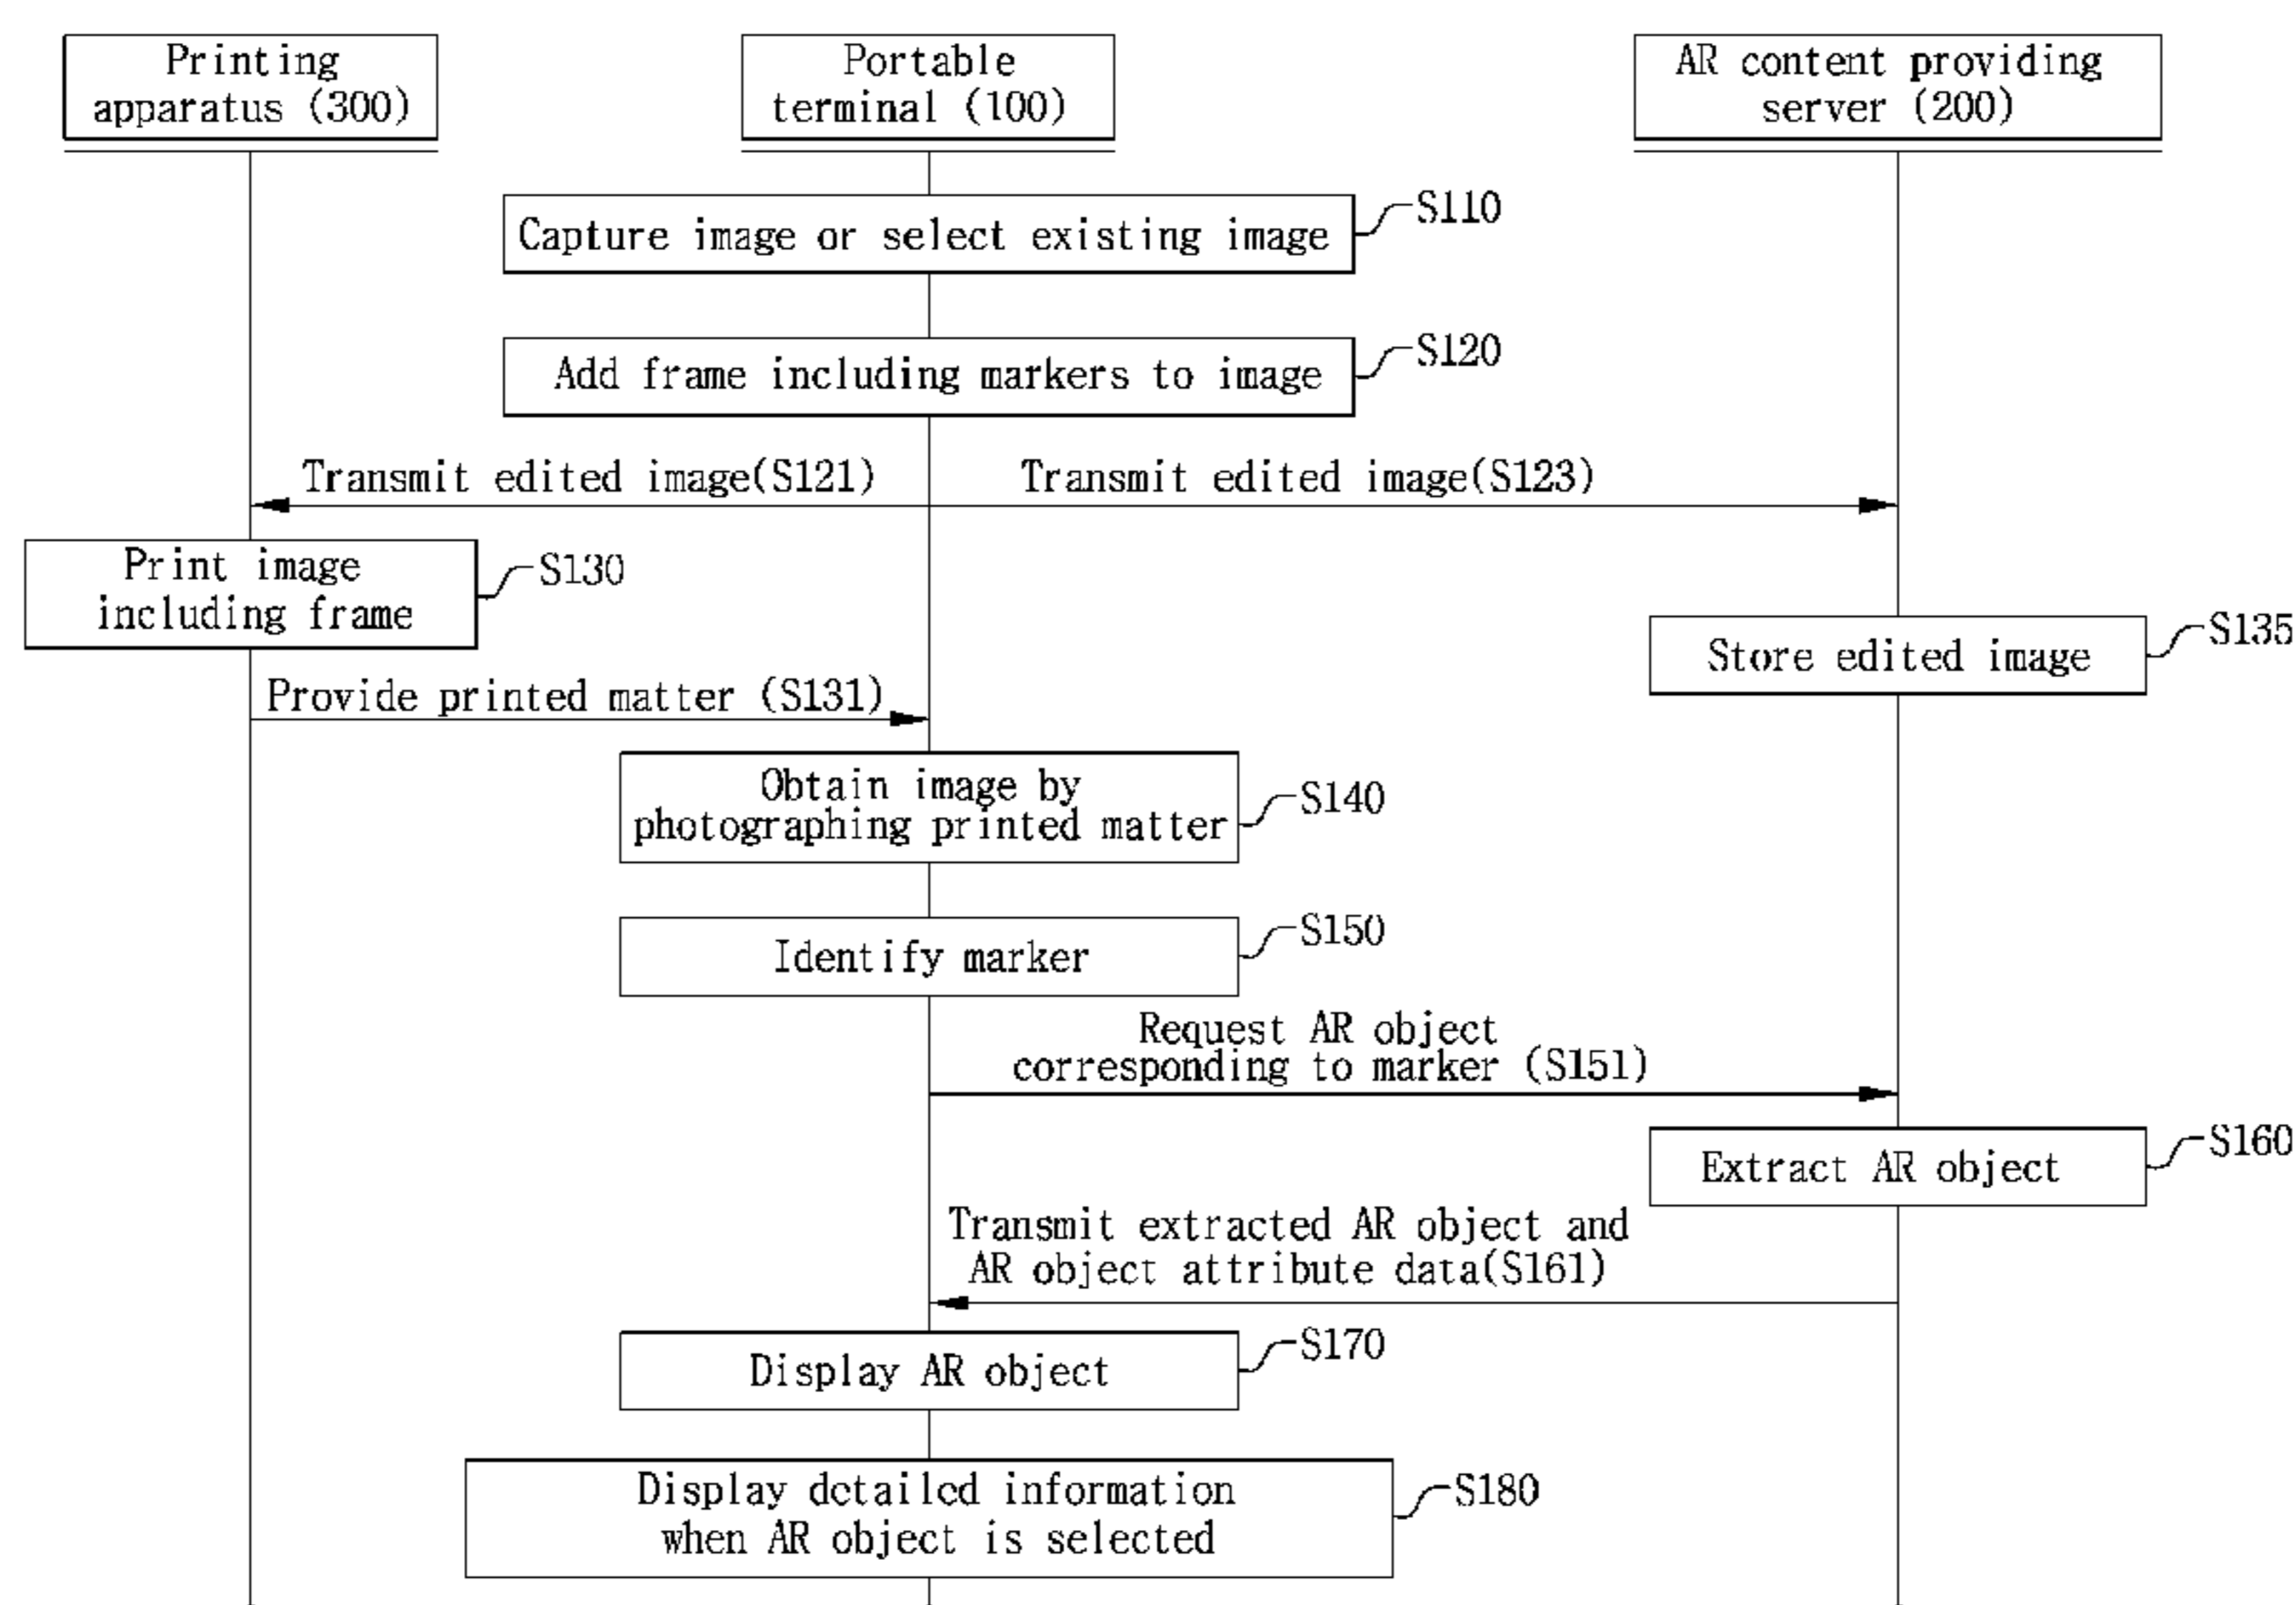 Printing
apparatus (300)
Portable
terminal (100)
AR content providing
server (200)
Capture image or select existing image
S110
Add frame including markers to image
S120
Transmit edited image(S121)
Transmit edited image(S123)
Print image
including frame
S130
Store edited image
S135
Provide printed matter (S131)
Obtain image by
photographing printed matter
S140
Identify marker
S150
Request AR object
corresponding to marker (S151)
Extract AR object
S160
Transmit extracted AR object and
AR object attribute data(S161)
Display AR object
S170
Display detailed information
when AR object is selected
S180